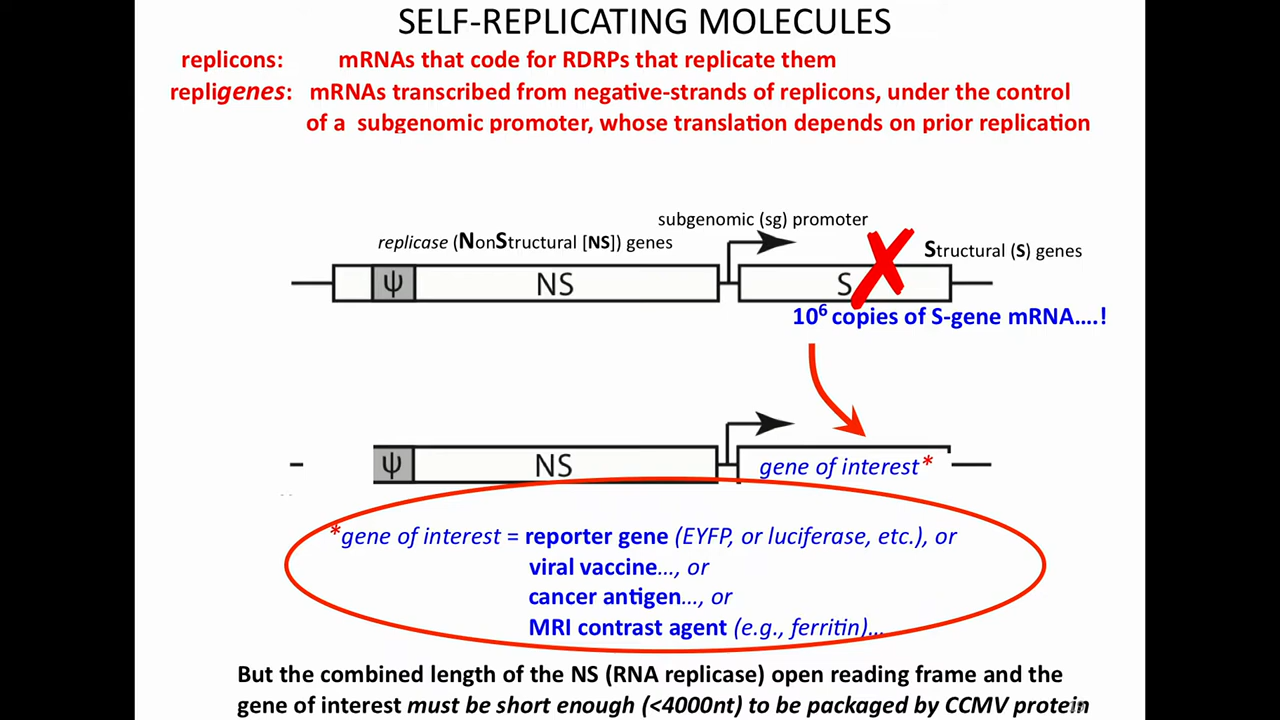 SELF-REPLICATING MOLECULES
replicons: mRNAs that code for RDRPs that replicate them
repligenes: mRNAs transcribed from negative-strands of replicons, under the control
of a subgenomic promoter, whose translation depends on prior replication
subgenomic (sg) promoter
replicase (NonStructural [NS]) genes
Structural (S) genes
ψ NS S
10⁶ copies of S-gene mRNA....!
ψ NS gene of interest*
*gene of interest = reporter gene (EYFP, or luciferase, etc.), or
viral vaccine..., or
cancer antigen..., or
MRI contrast agent (e.g., ferritin)...
But the combined length of the NS (RNA replicase) open reading frame and the
gene of interest must be short enough (<4000nt) to be packaged by CCMV protein